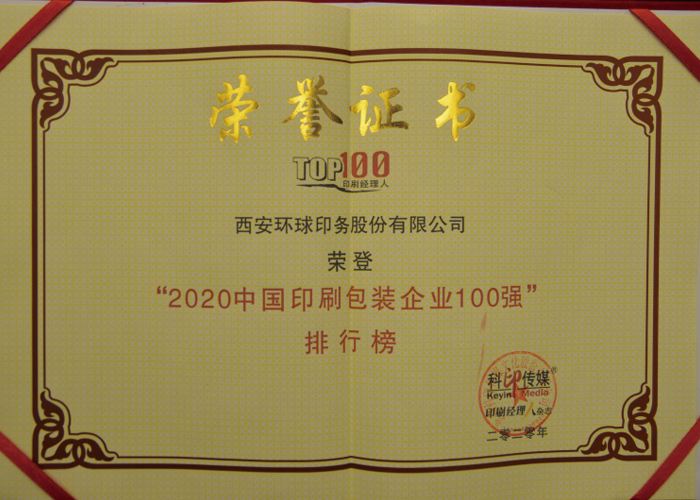 荣誉证书
TOP100
印刷经理人
西安环球印务股份有限公司
荣登
“2020中国印刷包装企业100强”
排行榜
科印传媒®
Keyin Media
印刷经理人杂志
二零二零年